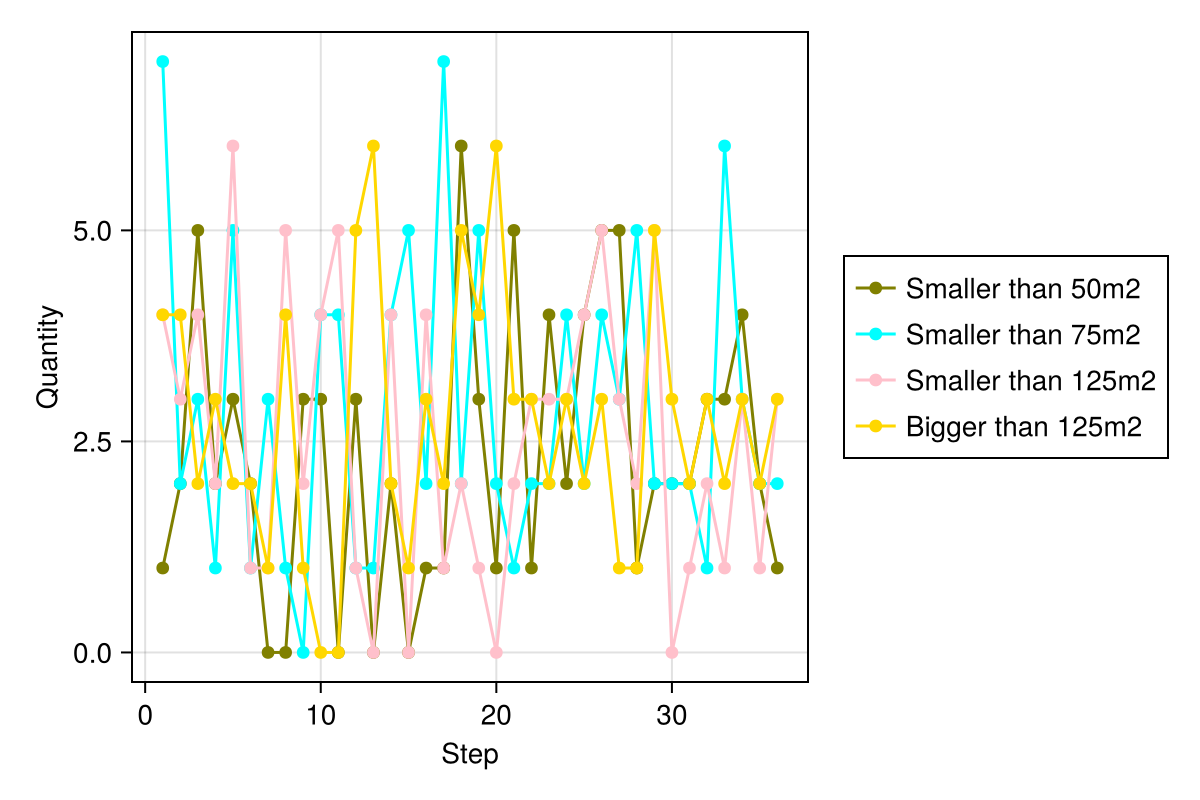 Quantity
5.0
2.5
0.0
0
10
20
30
Step
Smaller than 50m2
Smaller than 75m2
Smaller than 125m2
Bigger than 125m2